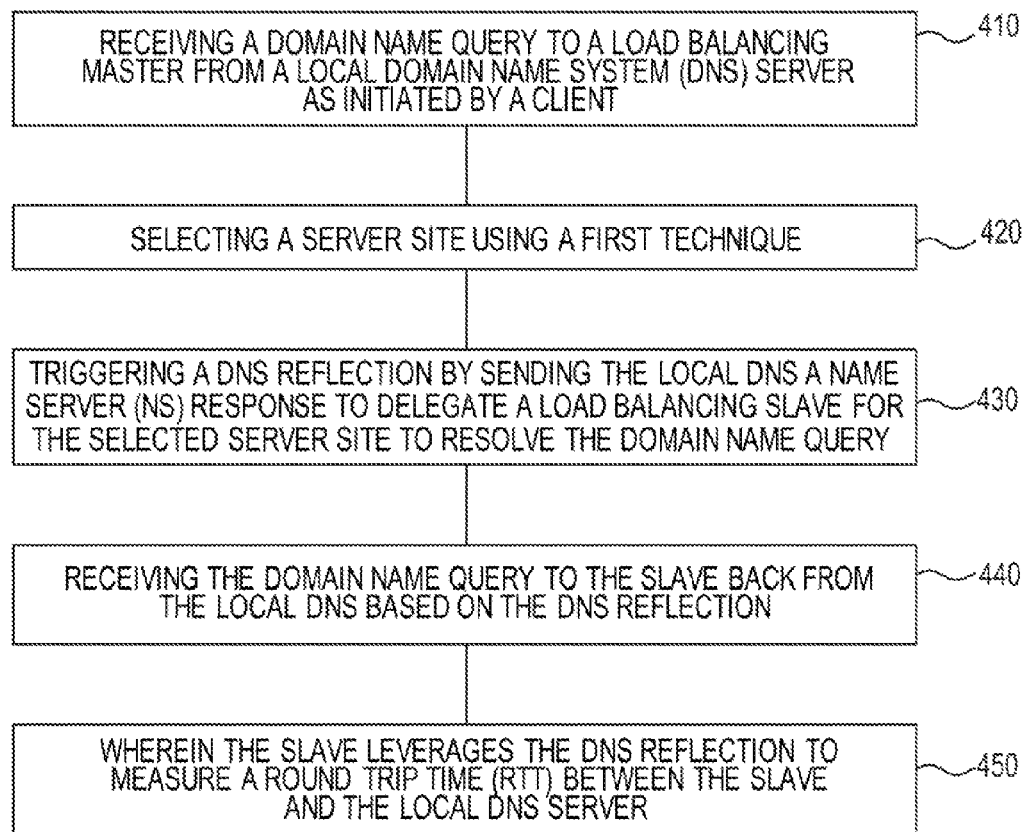 RECEIVING A DOMAIN NAME QUERY TO A LOAD BALANCING
MASTER FROM A LOCAL DOMAIN NAME SYSTEM (DNS) SERVER
AS INITIATED BY A CLIENT
410
SELECTING A SERVER SITE USING A FIRST TECHNIQUE
420
TRIGGERING A DNS REFLECTION BY SENDING THE LOCAL DNS A NAME
SERVER (NS) RESPONSE TO DELEGATE A LOAD BALANCING SLAVE FOR
THE SELECTED SERVER SITE TO RESOLVE THE DOMAIN NAME QUERY
430
RECEIVING THE DOMAIN NAME QUERY TO THE SLAVE BACK FROM
THE LOCAL DNS BASED ON THE DNS REFLECTION
440
WHEREIN THE SLAVE LEVERAGES THE DNS REFLECTION TO
MEASURE A ROUND TRIP TIME (RTT) BETWEEN THE SLAVE
AND THE LOCAL DNS SERVER
450